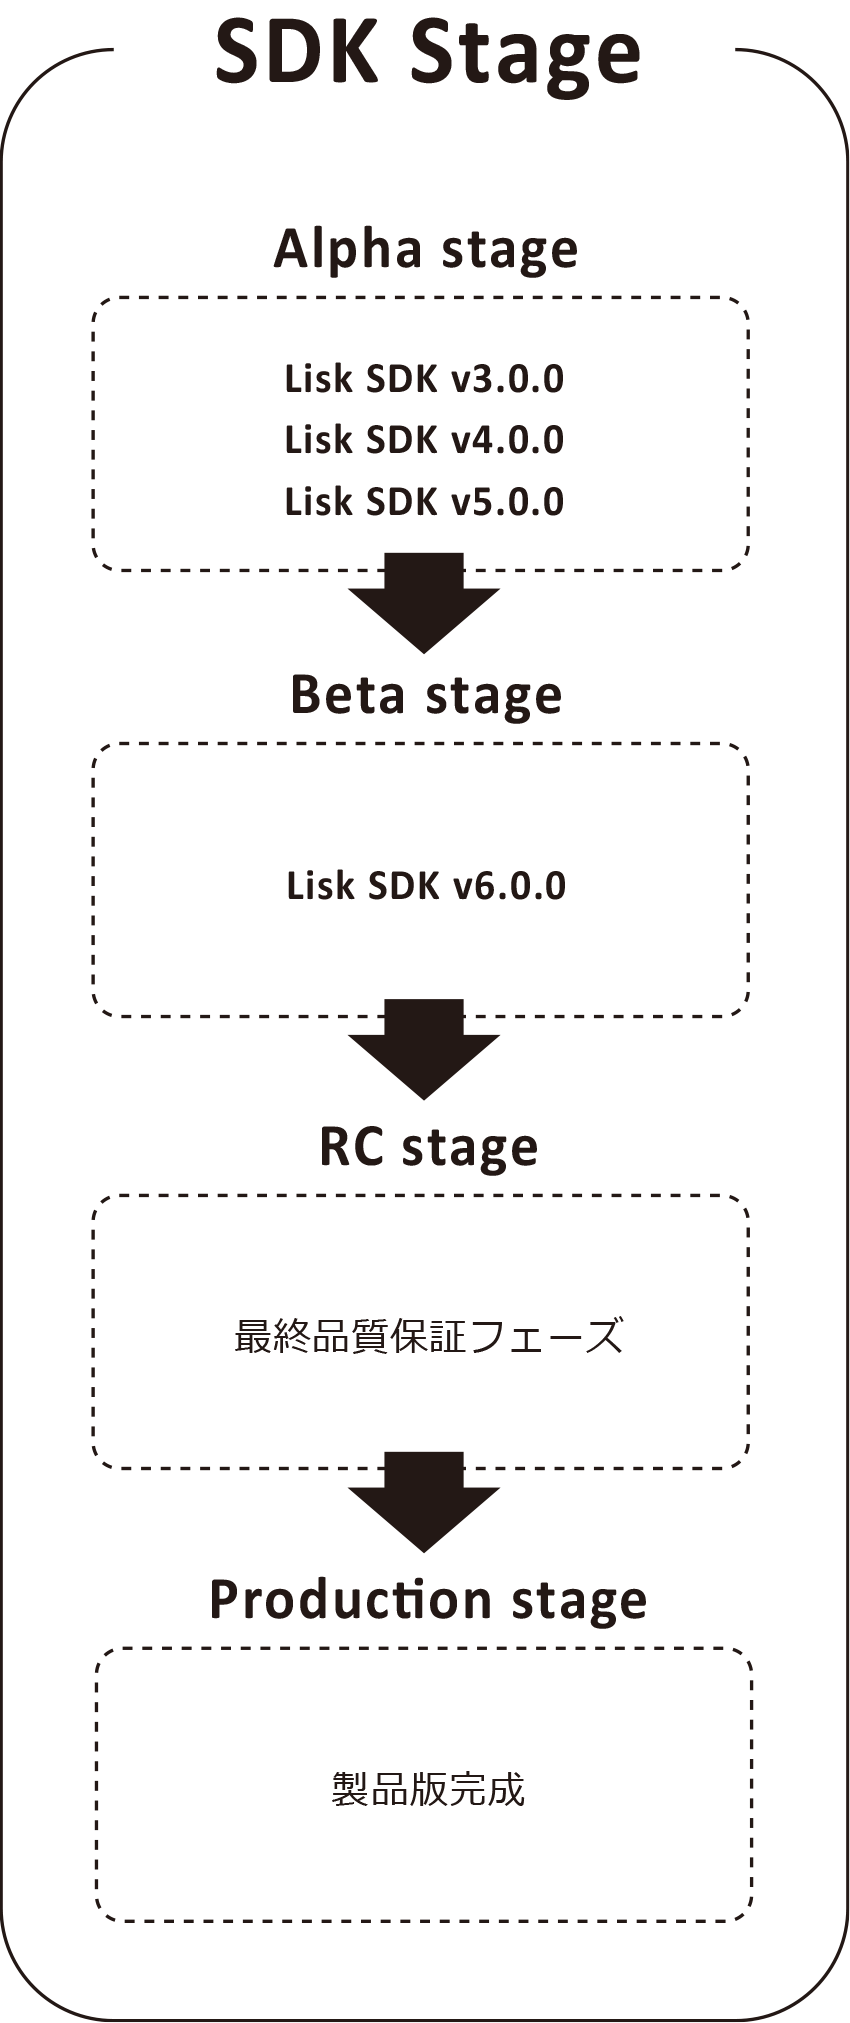 SDK Stage
Alpha stage
Lisk SDK v3.0.0
Lisk SDK v4.0.0
Lisk SDK v5.0.0
Beta stage
Lisk SDK v6.0.0
RC stage
最終品質保証フェーズ
Production stage
製品版完成